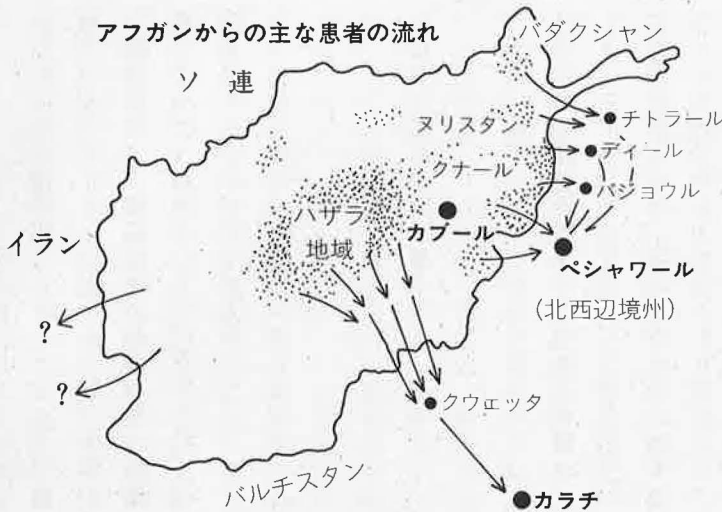 アフガンからの主な患者の流れ
バダクシャン
ソ 連
ヌリスタン
チトラール
ディール
クナール
バジョウル
ハザラ
地域
カブール
イラン
ペシャワール
(北西辺境州)
?
?
クウェッタ
バルチスタン
カラチ